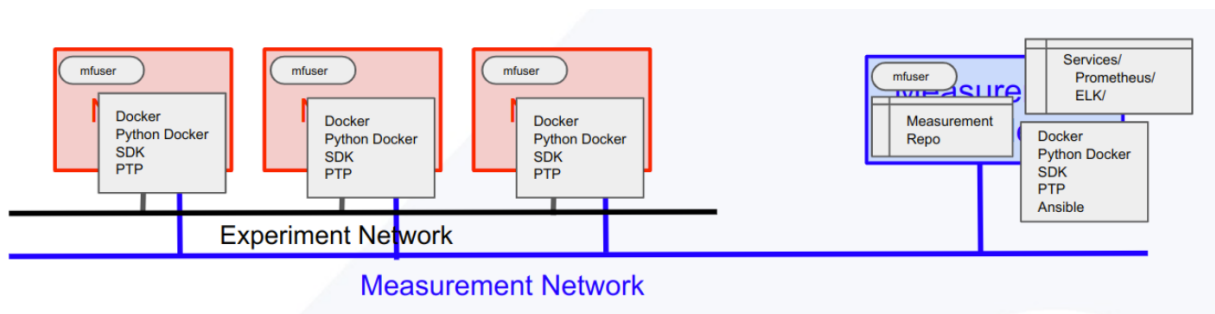 mfuser
Docker
Python Docker
SDK
PTP
mfuser
Docker
Python Docker
SDK
PTP
mfuser
Docker
Python Docker
SDK
PTP
mfuser
Measurement
Repo
Services/
Prometheus/
ELK/
Docker
Python Docker
SDK
PTP
Ansible
Experiment Network
Measurement Network